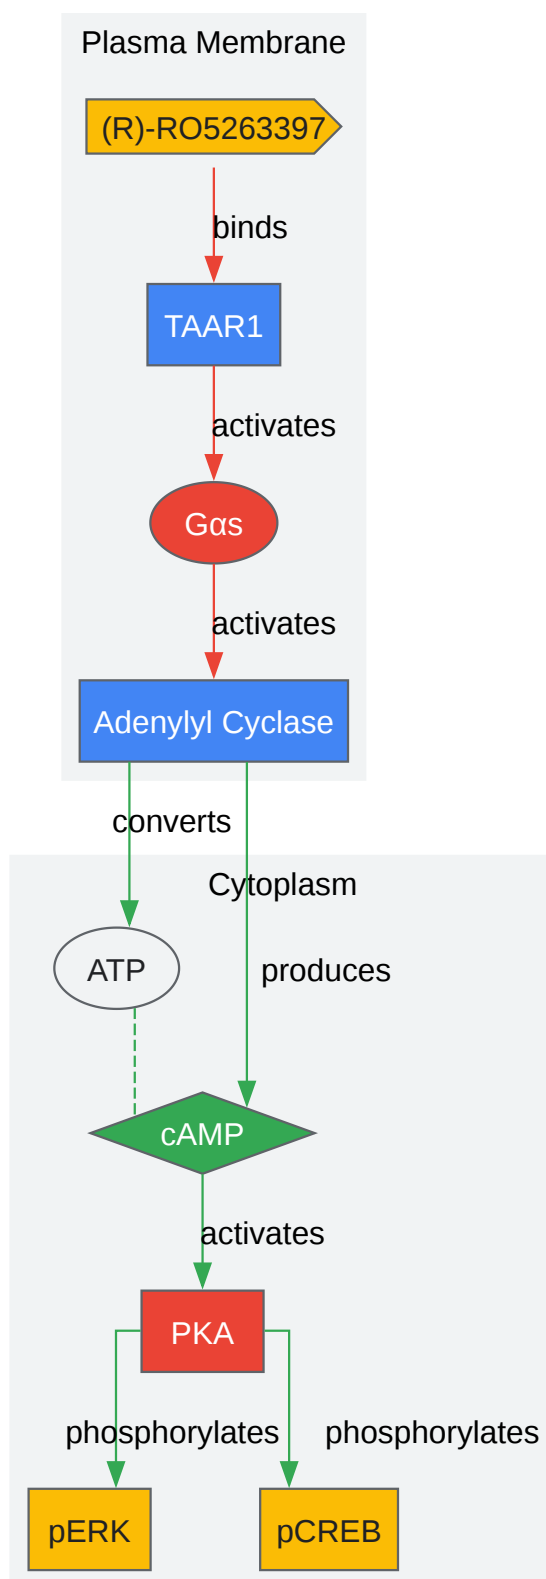 Plasma Membrane
(R)-RO5263397
binds
TAAR1
activates
Gαs
activates
Adenylyl Cyclase
converts
Cytoplasm
ATP
produces
cAMP
activates
PKA
phosphorylates
phosphorylates
pERK
pCREB